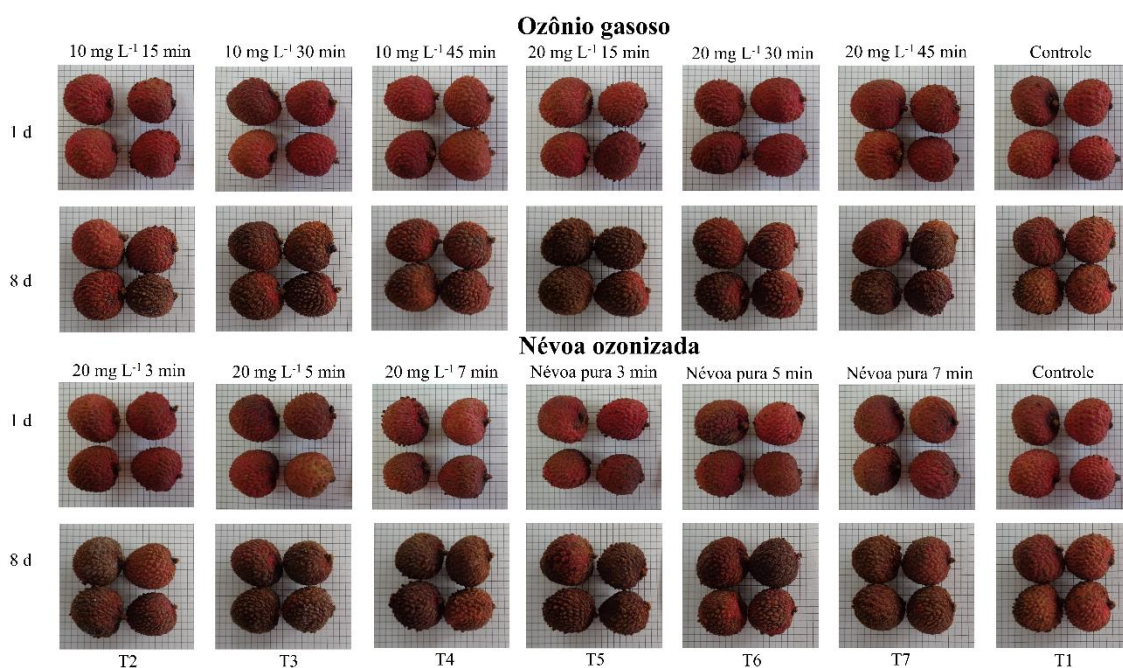 Ozônio gasoso
10 mg L⁻¹ 15 min 10 mg L⁻¹ 30 min 10 mg L⁻¹ 45 min 20 mg L⁻¹ 15 min 20 mg L⁻¹ 30 min 20 mg L⁻¹ 45 min Controle
1 d
8 d
Névoa ozonizada
20 mg L⁻¹ 3 min 20 mg L⁻¹ 5 min 20 mg L⁻¹ 7 min Névoa pura 3 min Névoa pura 5 min Névoa pura 7 min Controle
1 d
8 d
T2 T3 T4 T5 T6 T7 T1